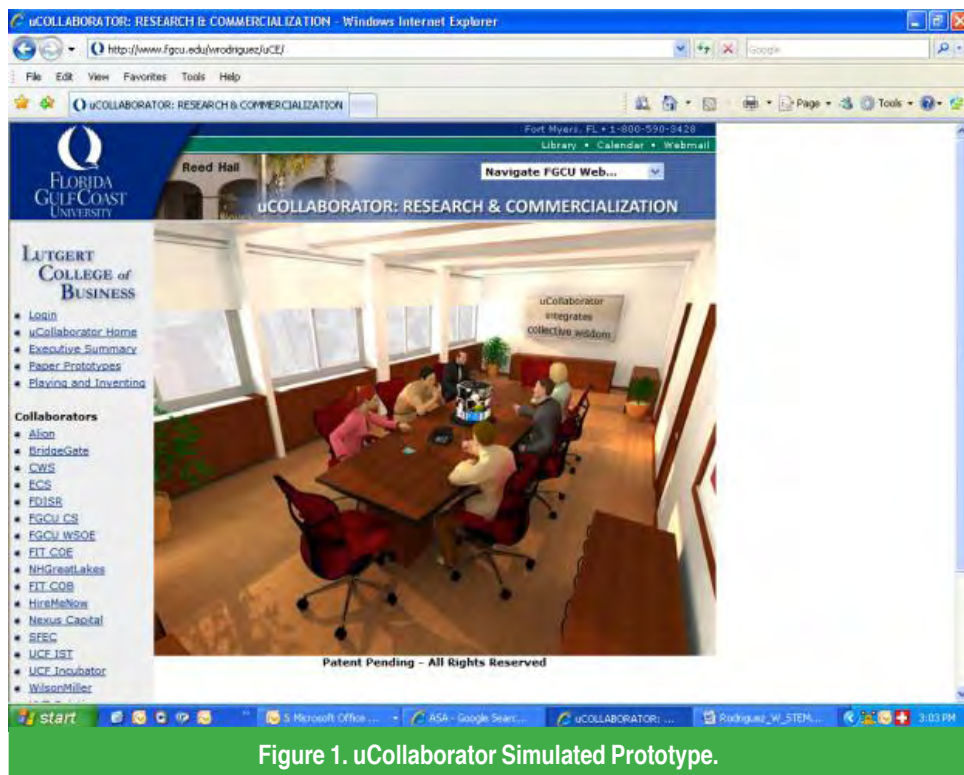 uCOLLABORATOR: RESEARCH & COMMERCIALIZATION - Windows Internet Explorer
http://www.fgcu.edu/wrodriguez/uCE/
Google
File Edit View Favorites Tools Help
uCOLLABORATOR: RESEARCH & COMMERCIALIZATION
Page Tools
Fort Myers, FL • 1-800-590-3428
Library • Calendar • Webmail
Reed Hall
Navigate FGCU Web...
FLORIDA
GULF COAST
UNIVERSITY
uCOLLABORATOR: RESEARCH & COMMERCIALIZATION
LUTGERT
COLLEGE of
BUSINESS
Login
uCollaborator Home
Executive Summary
Paper Prototypes
Playing and Inventing
Collaborators
Alion
BridgeGate
CWS
ECS
FDISR
FGCU CS
FGCU WSOE
FIT COE
NHGreatLakes
FIT COB
HireMeNow
Nexus Capital
SFEC
UCF IST
UCF Incubator
WilsonMiller
uCollaborator
integrates
collective wisdom
Patent Pending - All Rights Reserved
start
5 Microsoft Office ...
ASA - Google Searc...
uCOLLABORATOR: ...
Rodriguez_W_STEM...
3:03 PM
Figure 1. uCollaborator Simulated Prototype.